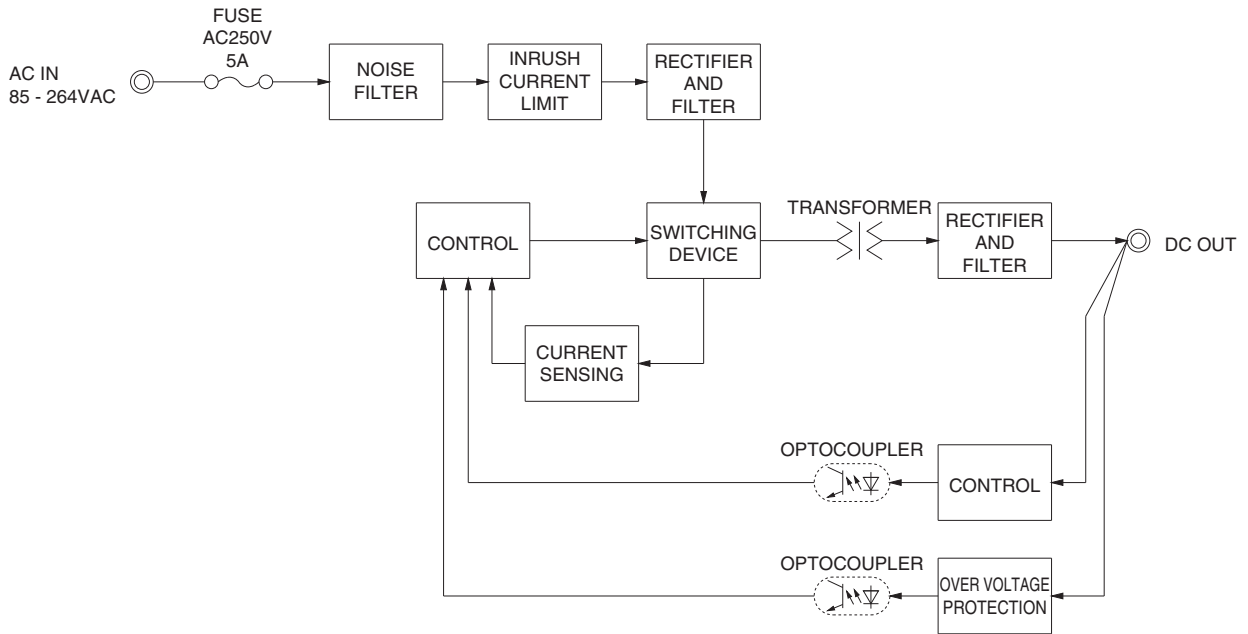 FUSE
AC250V
5A
AC IN
85 - 264VAC
NOISE
FILTER
INRUSH
CURRENT
LIMIT
RECTIFIER
AND
FILTER
CONTROL
SWITCHING
DEVICE
TRANSFORMER
RECTIFIER
AND
FILTER
DC OUT
CURRENT
SENSING
OPTOCOUPLER
CONTROL
OPTOCOUPLER
OVER VOLTAGE
PROTECTION